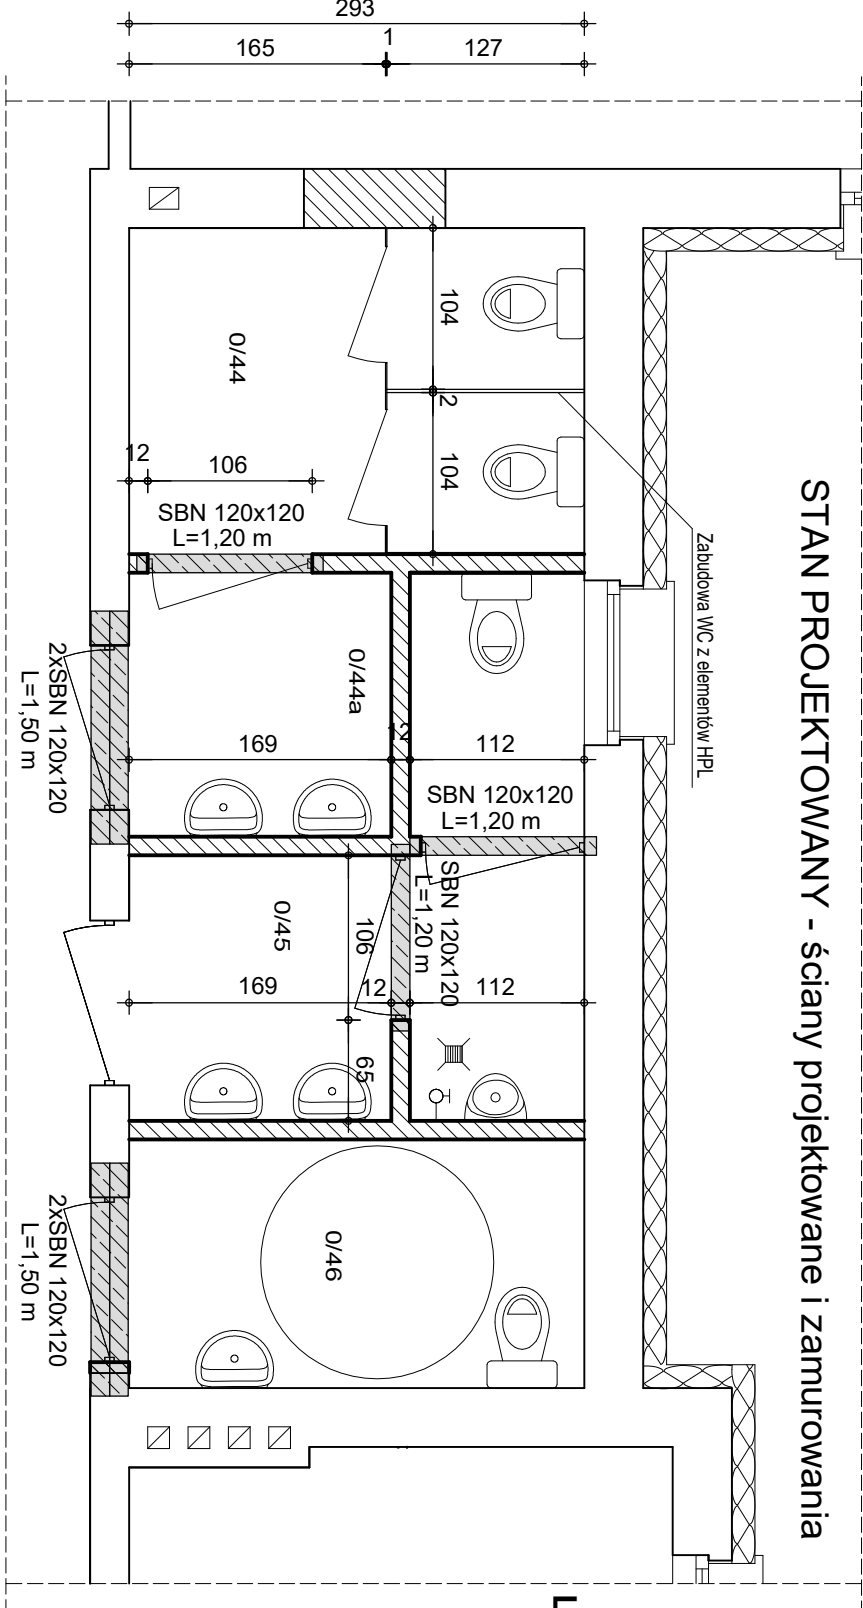 293
165
1
127
STAN PROJEKTOWANY - ściany projektowane i zamurowania
104
2
104
0/44
12
106
SBN 120x120
L=1,20 m
Zabudowa WC z elementów HPL
0/44a
2xSBN 120x120
L=1,50 m
169
12
112
SBN 120x120
L=1,20 m
SBN 120x120
L=1,20 m
0/45
106
169
12
112
65
0/46
2xSBN 120x120
L=1,50 m
L